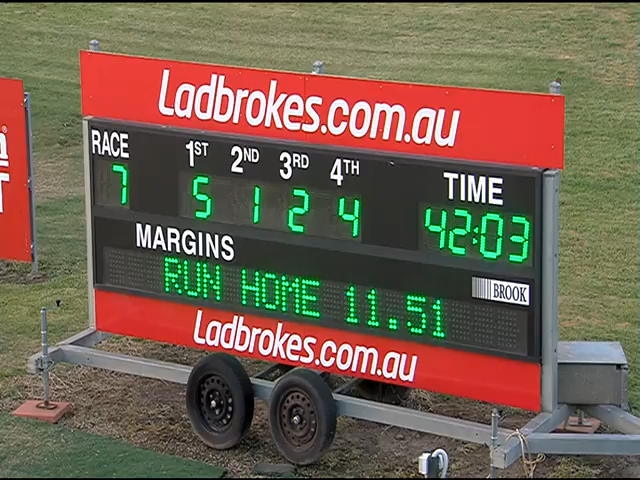 Ladbrokes.com.au
RACE 1ST 2ND 3RD 4TH TIME
7 5 1 2 4 42:03
MARGINS
BROOK
RUN HOME 11.51
Ladbrokes.com.au